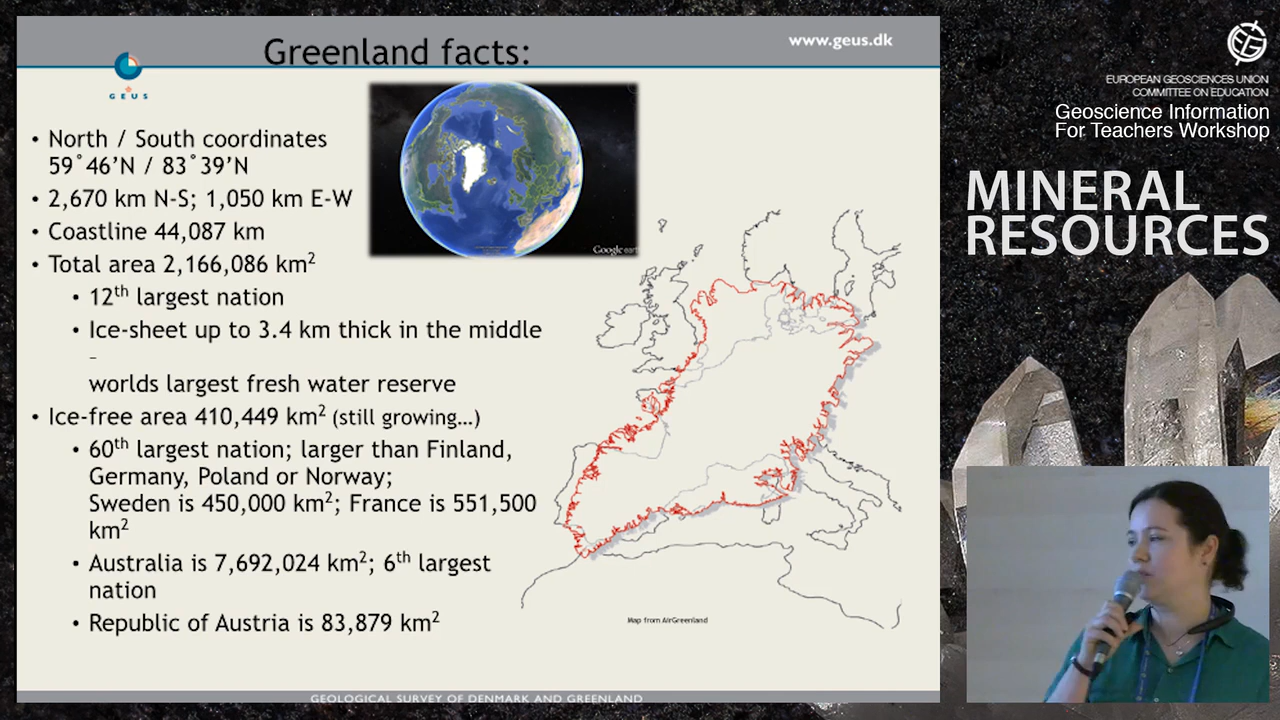 Greenland facts:
www.geus.dk
GEUS
• North / South coordinates
59˚46’N / 83˚39’N
• 2,670 km N-S; 1,050 km E-W
• Coastline 44,087 km
• Total area 2,166,086 km²
• 12th largest nation
• Ice-sheet up to 3.4 km thick in the middle
–
worlds largest fresh water reserve
• Ice-free area 410,449 km² (still growing…)
• 60th largest nation; larger than Finland,
Germany, Poland or Norway;
Sweden is 450,000 km²; France is 551,500
km²
• Australia is 7,692,024 km²; 6th largest
nation
• Republic of Austria is 83,879 km²
Google earth
Map from AirGreenland
GEOLOGICAL SURVEY OF DENMARK AND GREENLAND
EUROPEAN GEOSCIENCES UNION
COMMITTEE ON EDUCATION
Geoscience Information
For Teachers Workshop
MINERAL
RESOURCES